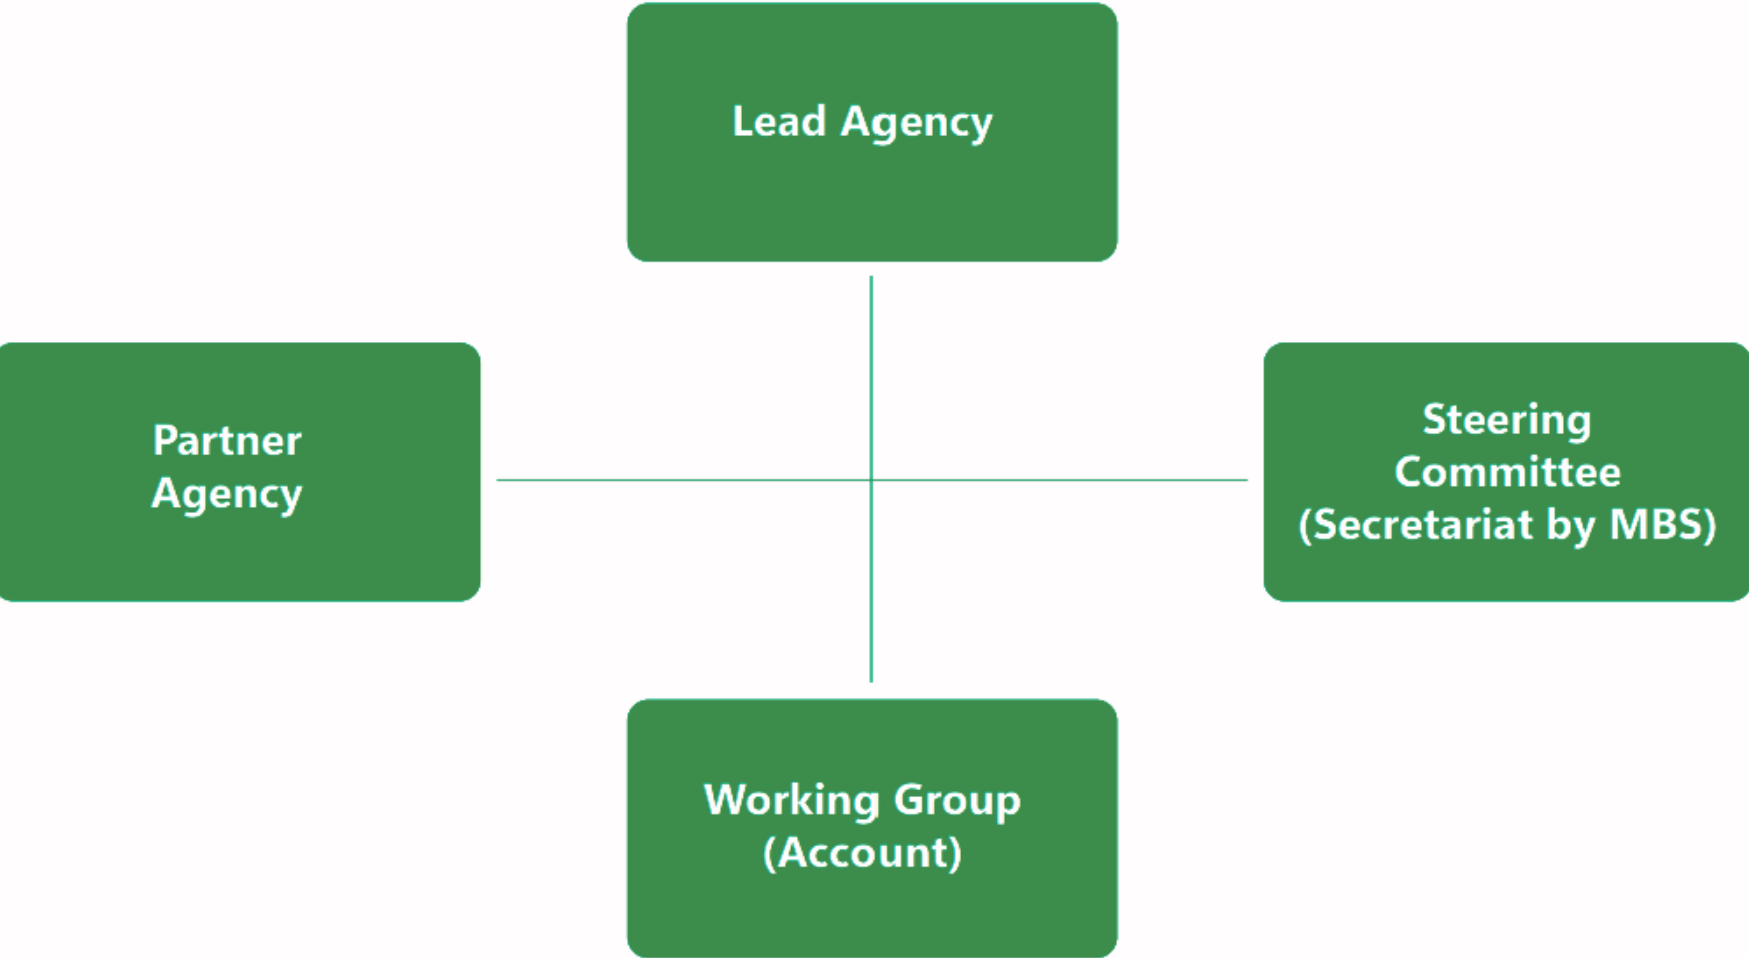 Lead Agency
Partner
Agency
Steering
Committee
(Secretariat by MBS)
Working Group
(Account)